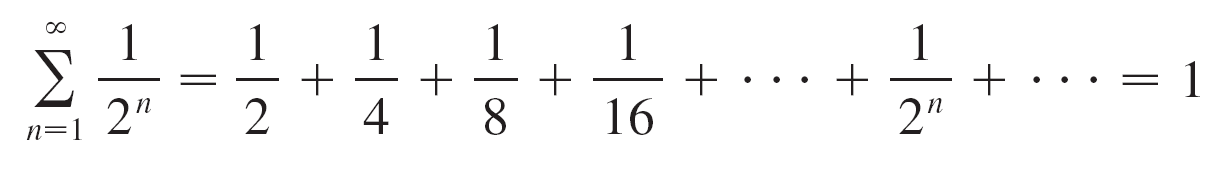 ∑_{n=1}^{∞} 1/2^n = 1/2 + 1/4 + 1/8 + 1/16 + · · · + 1/2^n + · · · = 1